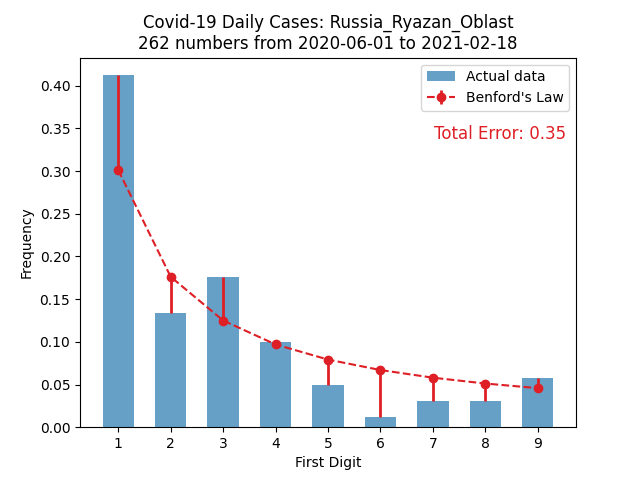 Covid-19 Daily Cases: Russia_Ryazan_Oblast
262 numbers from 2020-06-01 to 2021-02-18
Actual data
Benford's Law
Total Error: 0.35
Frequency
0.40
0.35
0.30
0.25
0.20
0.15
0.10
0.05
0.00
1 2 3 4 5 6 7 8 9
First Digit